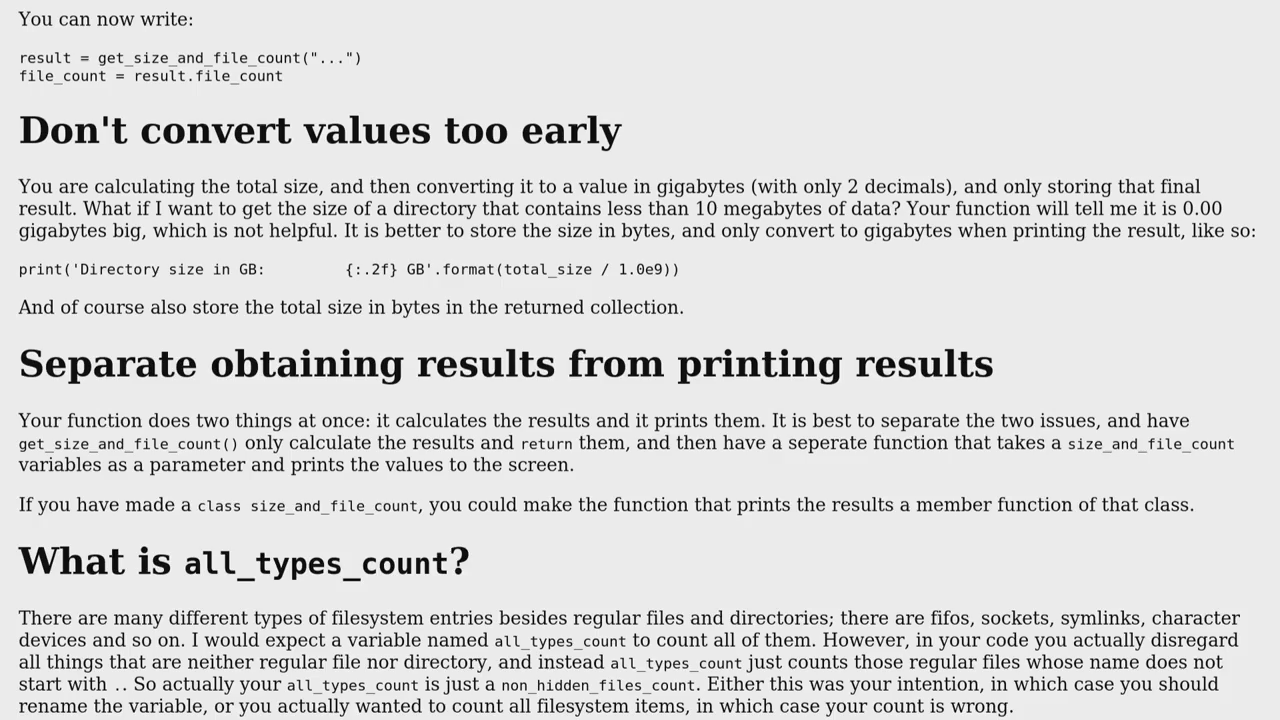 You can now write:
result = get_size_and_file_count("...")
file_count = result.file_count
Don't convert values too early
You are calculating the total size, and then converting it to a value in gigabytes (with only 2 decimals), and only storing that final
result. What if I want to get the size of a directory that contains less than 10 megabytes of data? Your function will tell me it is 0.00
gigabytes big, which is not helpful. It is better to store the size in bytes, and only convert to gigabytes when printing the result, like so:
print('Directory size in GB:         {:.2f} GB'.format(total_size / 1.0e9))
And of course also store the total size in bytes in the returned collection.
Separate obtaining results from printing results
Your function does two things at once: it calculates the results and it prints them. It is best to separate the two issues, and have
get_size_and_file_count() only calculate the results and return them, and then have a seperate function that takes a size_and_file_count
variables as a parameter and prints the values to the screen.
If you have made a class size_and_file_count, you could make the function that prints the results a member function of that class.
What is all_types_count?
There are many different types of filesystem entries besides regular files and directories; there are fifos, sockets, symlinks, character
devices and so on. I would expect a variable named all_types_count to count all of them. However, in your code you actually disregard
all things that are neither regular file nor directory, and instead all_types_count just counts those regular files whose name does not
start with .. So actually your all_types_count is just a non_hidden_files_count. Either this was your intention, in which case you should
rename the variable, or you actually wanted to count all filesystem items, in which case your count is wrong.